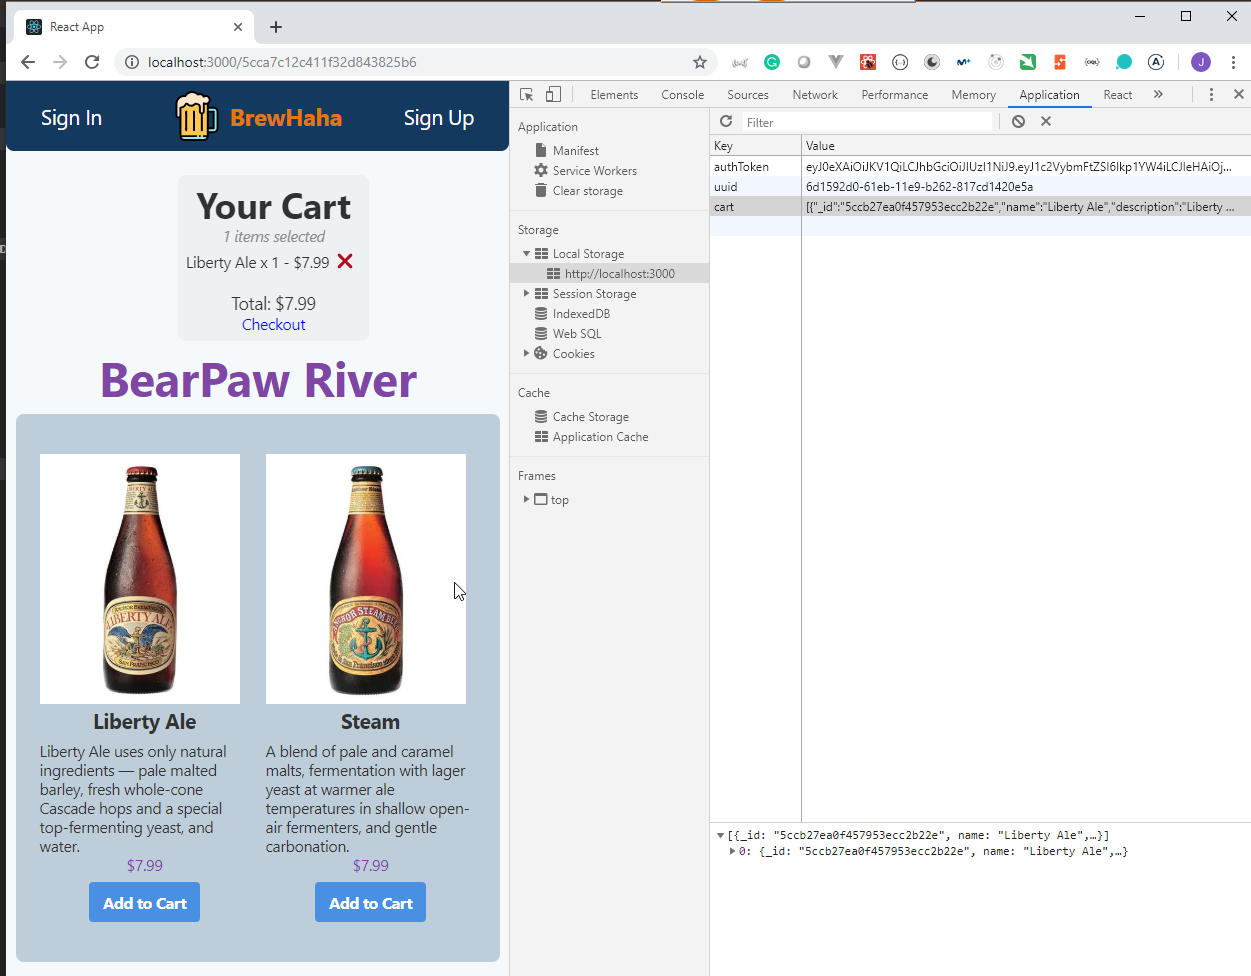 React App
localhost:3000/5cca7c12c411f32d843825b6
J
Elements Console Sources Network Performance Memory Application React
Sign In
BrewHaha
Sign Up
Your Cart
1 items selected
Liberty Ale x 1 - $7.99
Total: $7.99
Checkout
BearPaw River
LIBERTY ALE
SAN FRANCISCO
ANCHOR STEAM BEER
Liberty Ale
Liberty Ale uses only natural
ingredients — pale malted
barley, fresh whole-cone
Cascade hops and a special
top-fermenting yeast, and
water.
$7.99
Add to Cart
Steam
A blend of pale and caramel
malts, fermentation with lager
yeast at warmer ale
temperatures in shallow open-
air fermenters, and gentle
carbonation.
$7.99
Add to Cart
Application
Manifest
Service Workers
Clear storage
Storage
Local Storage
http://localhost:3000
Session Storage
IndexedDB
Web SQL
Cookies
Cache
Cache Storage
Application Cache
Frames
top
Filter
Key Value
authToken eyJ0eXAiOiJKV1QiLCJhbGciOiJIUzI1NiJ9.eyJ1c2VybmFtZSI6Ikp1YW4iLCJleHAiOj...
uuid 6d1592d0-61eb-11e9-b262-817cd1420e5a
cart [{"_id":"5ccb27ea0f457953ecc2b22e","name":"Liberty Ale","description":"Liberty ...
[{_id: "5ccb27ea0f457953ecc2b22e", name: "Liberty Ale",…}]
0: {_id: "5ccb27ea0f457953ecc2b22e", name: "Liberty Ale",…}